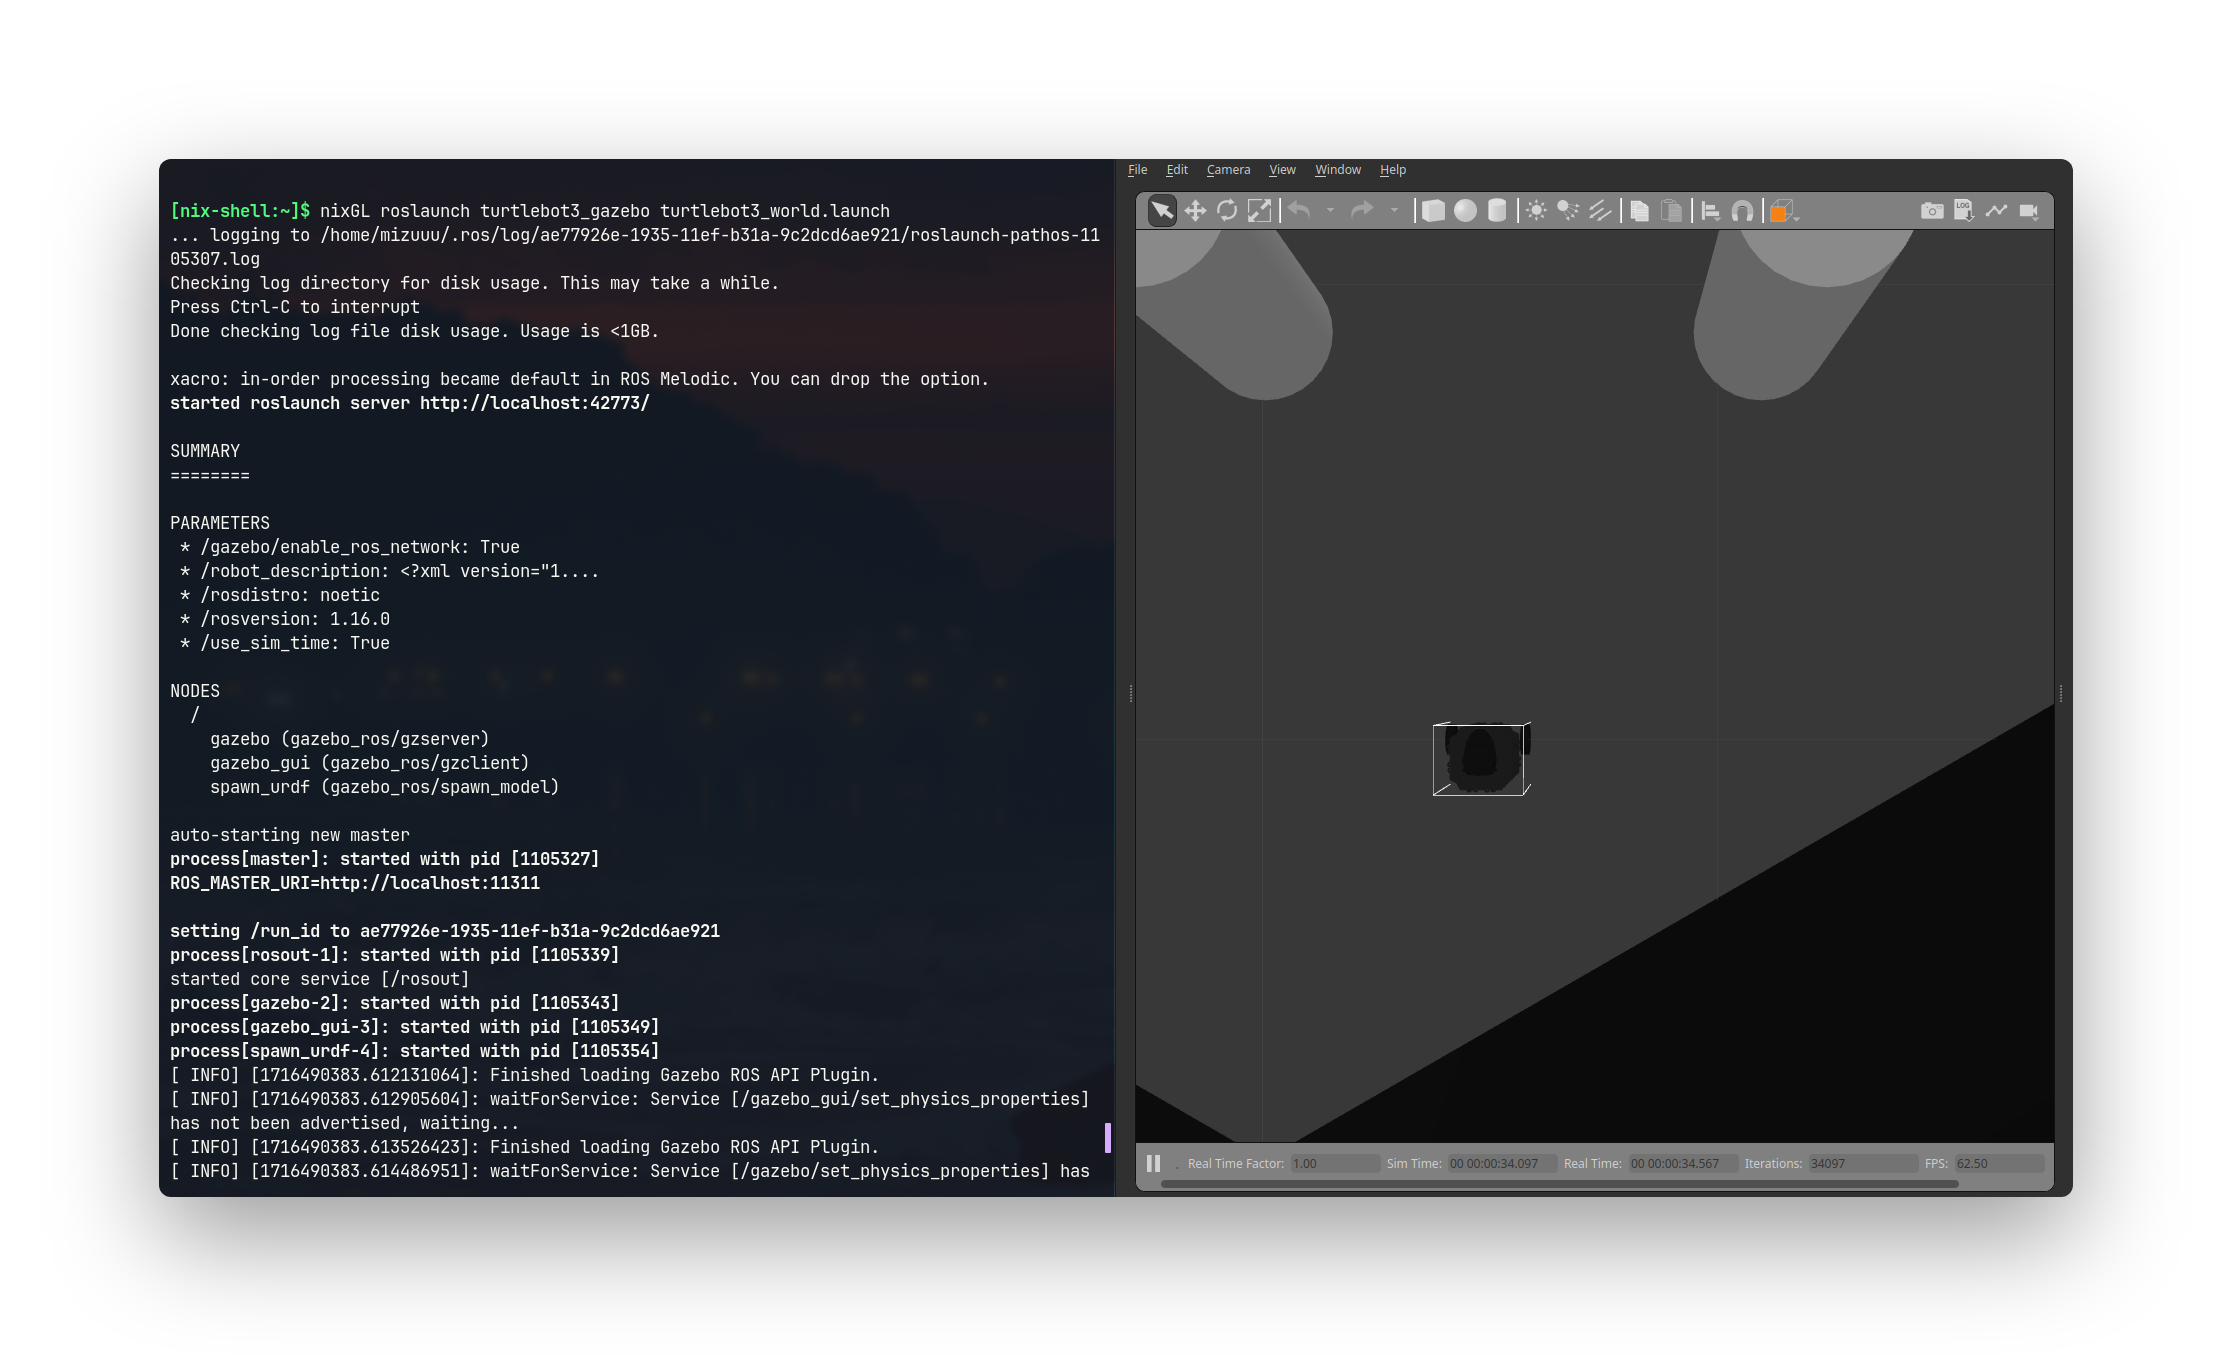 [nix-shell:~]$ nixGL roslaunch turtlebot3_gazebo turtlebot3_world.launch
... logging to /home/mizuuu/.ros/log/ae77926e-1935-11ef-b31a-9c2dcd6ae921/roslaunch-pathos-11
05307.log
Checking log directory for disk usage. This may take a while.
Press Ctrl-C to interrupt
Done checking log file disk usage. Usage is <1GB.
xacro: in-order processing became default in ROS Melodic. You can drop the option.
started roslaunch server http://localhost:42773/
SUMMARY
========
PARAMETERS
* /gazebo/enable_ros_network: True
* /robot_description: <?xml version="1....
* /rosdistro: noetic
* /rosversion: 1.16.0
* /use_sim_time: True
NODES
/
gazebo (gazebo_ros/gzserver)
gazebo_gui (gazebo_ros/gzclient)
spawn_urdf (gazebo_ros/spawn_model)
auto-starting new master
process[master]: started with pid [1105327]
ROS_MASTER_URI=http://localhost:11311
setting /run_id to ae77926e-1935-11ef-b31a-9c2dcd6ae921
process[rosout-1]: started with pid [1105339]
started core service [/rosout]
process[gazebo-2]: started with pid [1105343]
process[gazebo_gui-3]: started with pid [1105349]
process[spawn_urdf-4]: started with pid [1105354]
[ INFO] [1716490383.612131064]: Finished loading Gazebo ROS API Plugin.
[ INFO] [1716490383.612905604]: waitForService: Service [/gazebo_gui/set_physics_properties]
has not been advertised, waiting...
[ INFO] [1716490383.613526423]: Finished loading Gazebo ROS API Plugin.
[ INFO] [1716490383.614486951]: waitForService: Service [/gazebo/set_physics_properties] has
File Edit Camera View Window Help
LOG
Real Time Factor: 1.00 Sim Time: 00 00:00:34.097 Real Time: 00 00:00:34.567 Iterations: 34097 FPS: 62.50